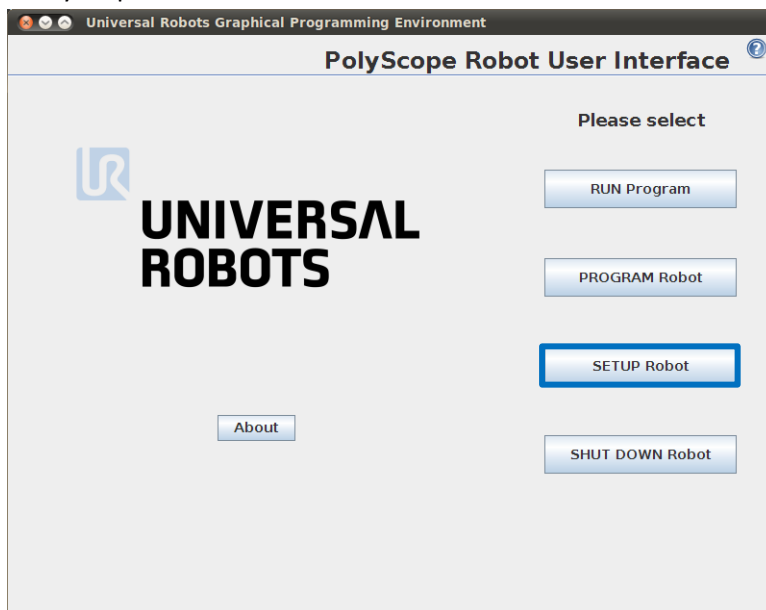 Universal Robots Graphical Programming Environment
PolyScope Robot User Interface
?
Please select
UR
UNIVERSAL
ROBOTS
RUN Program
PROGRAM Robot
SETUP Robot
About
SHUT DOWN Robot